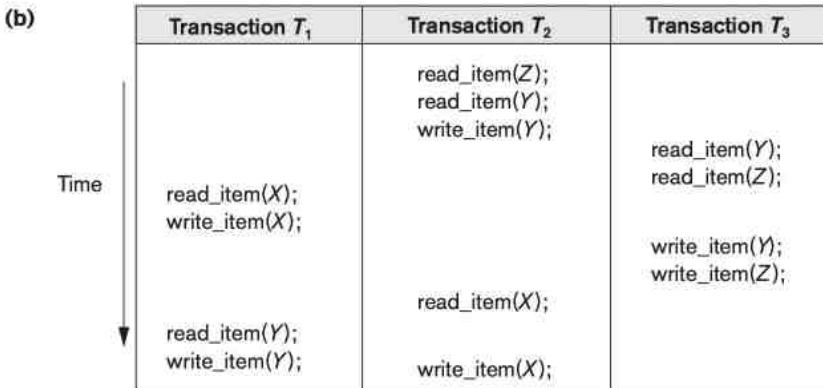 (b)
Transaction T1 Transaction T2 Transaction T3
read_item(Z);
read_item(Y);
write_item(Y);
read_item(Y);
read_item(Z);
Time
read_item(X);
write_item(X);
write_item(Y);
write_item(Z);
read_item(X);
read_item(Y);
write_item(Y);
write_item(X);